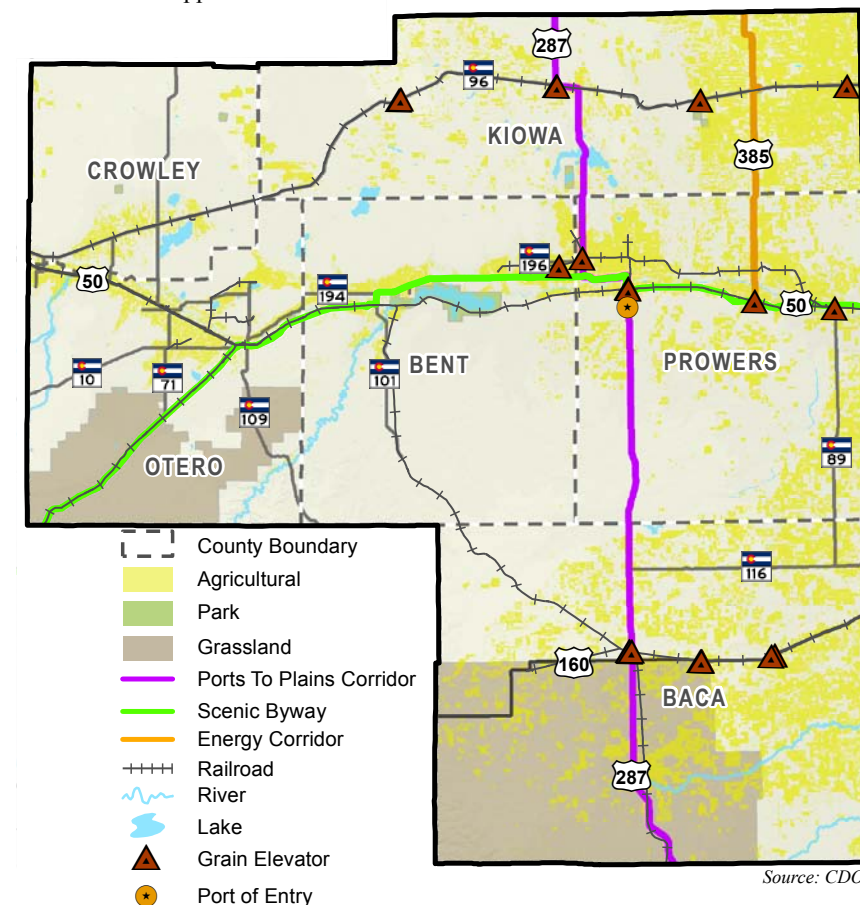 287
96
KIOWA
385
CROWLEY
196
50
194
50
10
71
101
BENT
PROWERS
109
89
OTERO
County Boundary
116
Agricultural
Park
Grassland
160
Ports To Plains Corridor
BACA
Scenic Byway
Energy Corridor
Railroad
287
River
Lake
Grain Elevator
Source: CDO
Port of Entry